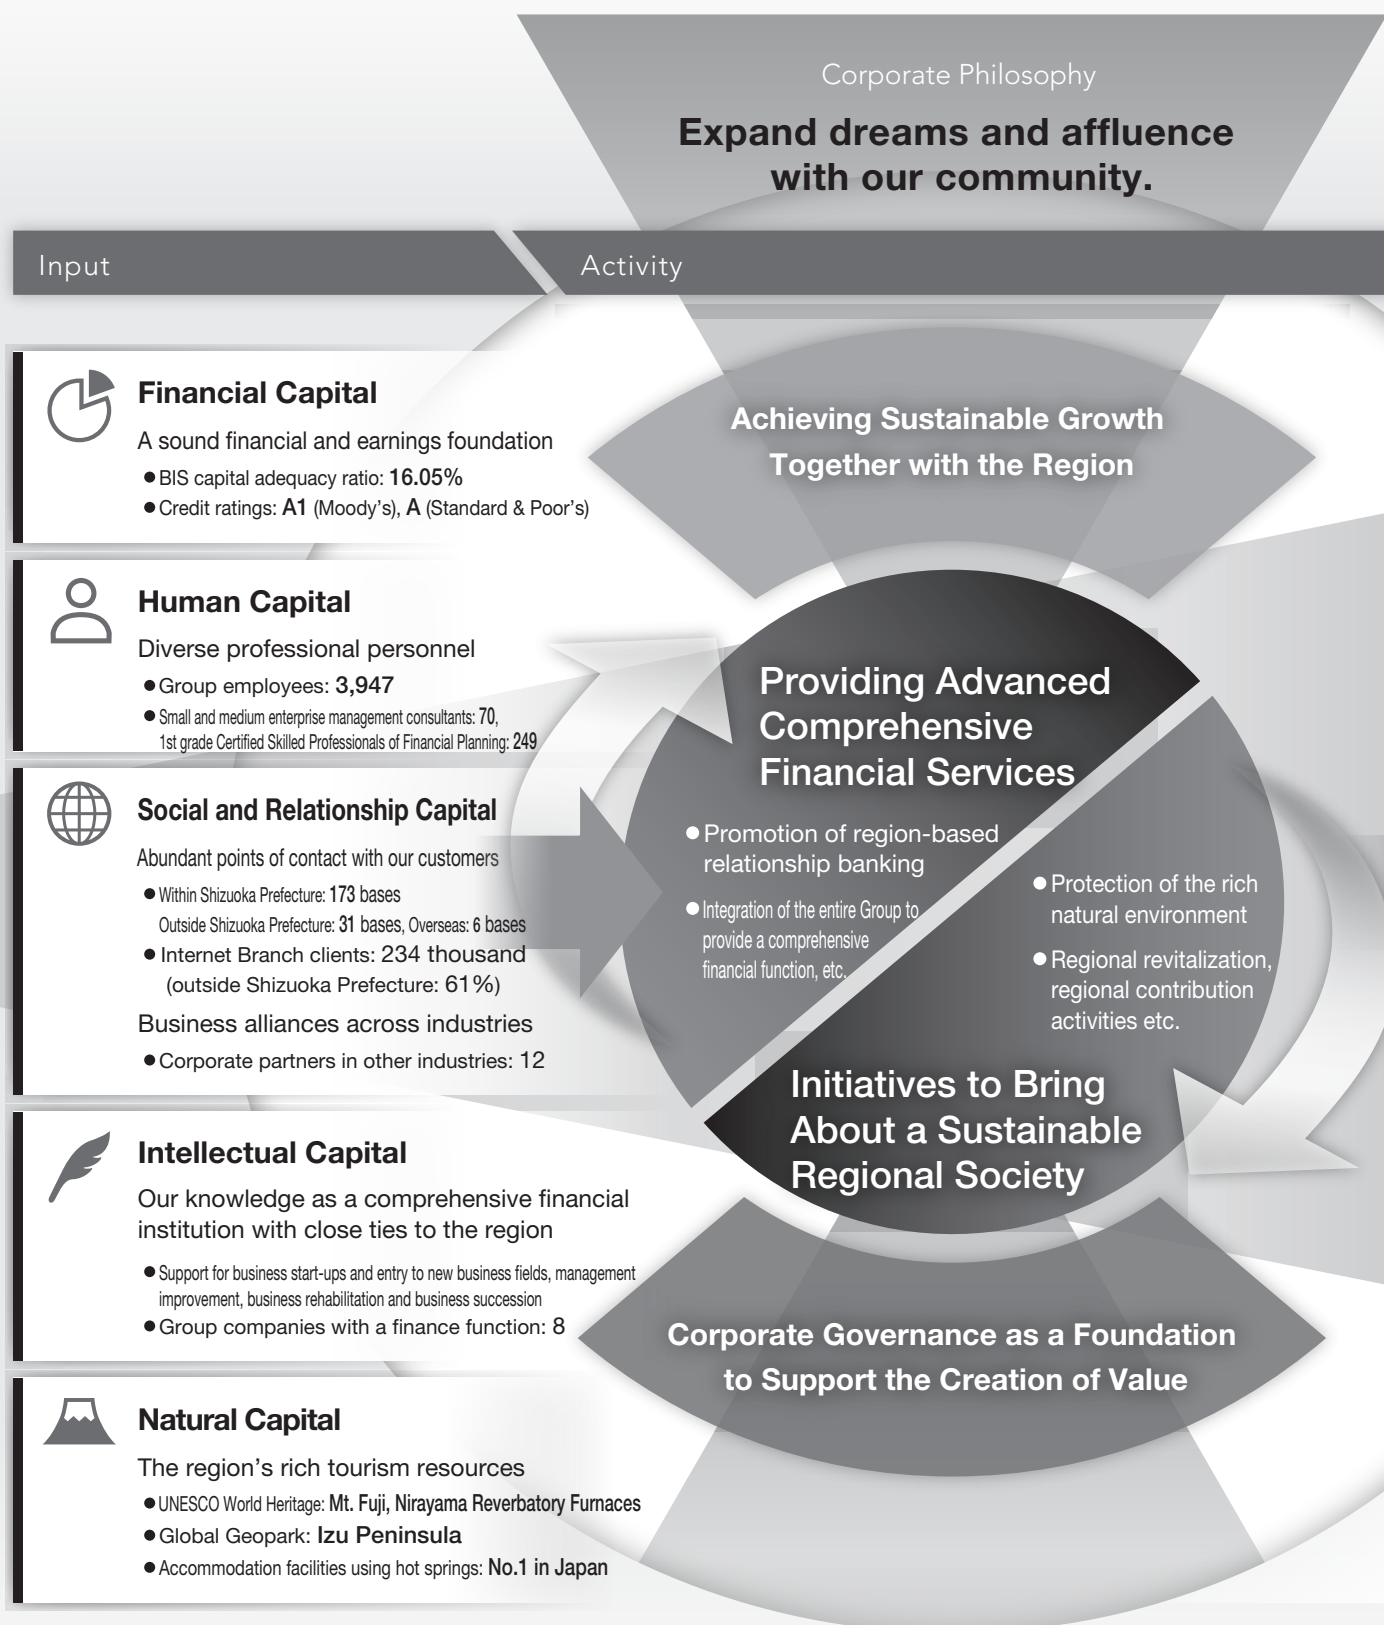 Corporate Philosophy
Expand dreams and affluence
with our community.
Input
Activity
Financial Capital
A sound financial and earnings foundation
●BIS capital adequacy ratio: 16.05%
●Credit ratings: A1 (Moody's), A (Standard & Poor's)
Human Capital
Diverse professional personnel
●Group employees: 3,947
●Small and medium enterprise management consultants: 70,
1st grade Certified Skilled Professionals of Financial Planning: 249
Social and Relationship Capital
Abundant points of contact with our customers
●Within Shizuoka Prefecture: 173 bases
Outside Shizuoka Prefecture: 31 bases, Overseas: 6 bases
●Internet Branch clients: 234 thousand
(outside Shizuoka Prefecture: 61%)
Business alliances across industries
●Corporate partners in other industries: 12
Intellectual Capital
Our knowledge as a comprehensive financial
institution with close ties to the region
●Support for business start-ups and entry to new business fields, management
improvement, business rehabilitation and business succession
●Group companies with a finance function: 8
Natural Capital
The region's rich tourism resources
●UNESCO World Heritage: Mt. Fuji, Nirayama Reverbatory Furnaces
●Global Geopark: Izu Peninsula
●Accommodation facilities using hot springs: No.1 in Japan
Achieving Sustainable Growth
Together with the Region
Providing Advanced
Comprehensive
Financial Services
●Promotion of region-based
relationship banking
●Integration of the entire Group to
provide a comprehensive
financial function, etc.
●Protection of the rich
natural environment
●Regional revitalization,
regional contribution
activities etc.
Initiatives to Bring
About a Sustainable
Regional Society
Corporate Governance as a Foundation
to Support the Creation of Value